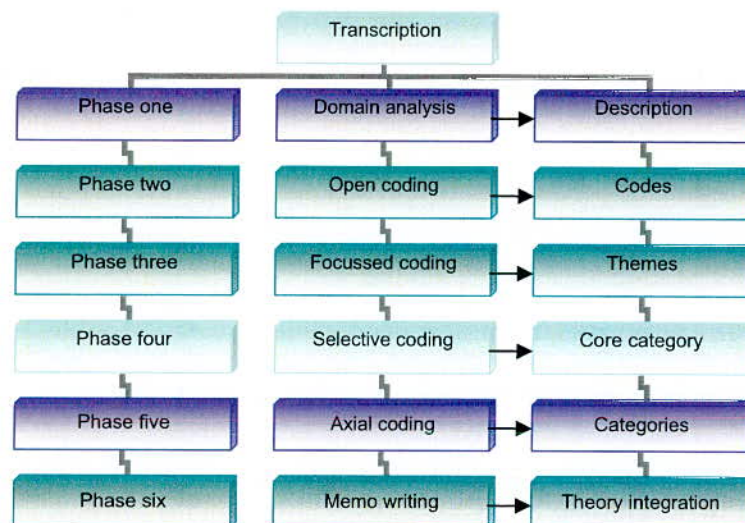 Transcription
Phase one
Domain analysis
Description
Phase two
Open coding
Codes
Phase three
Focussed coding
Themes
Phase four
Selective coding
Core category
Phase five
Axial coding
Categories
Phase six
Memo writing
Theory integration